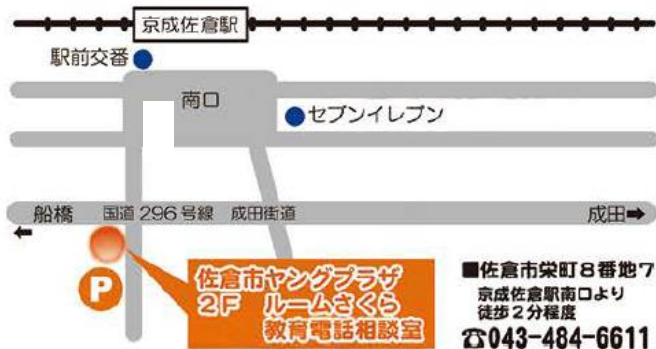 京成佐倉駅
駅前交番
南口
セブンイレブン
船橋 国道296号線 成田街道 成田➡
⬅
P
佐倉市ヤングプラザ
2F ルームさくら
教育電話相談室
■佐倉市栄町8番地7
京成佐倉駅南口より
徒歩2分程度
☎043-484-6611